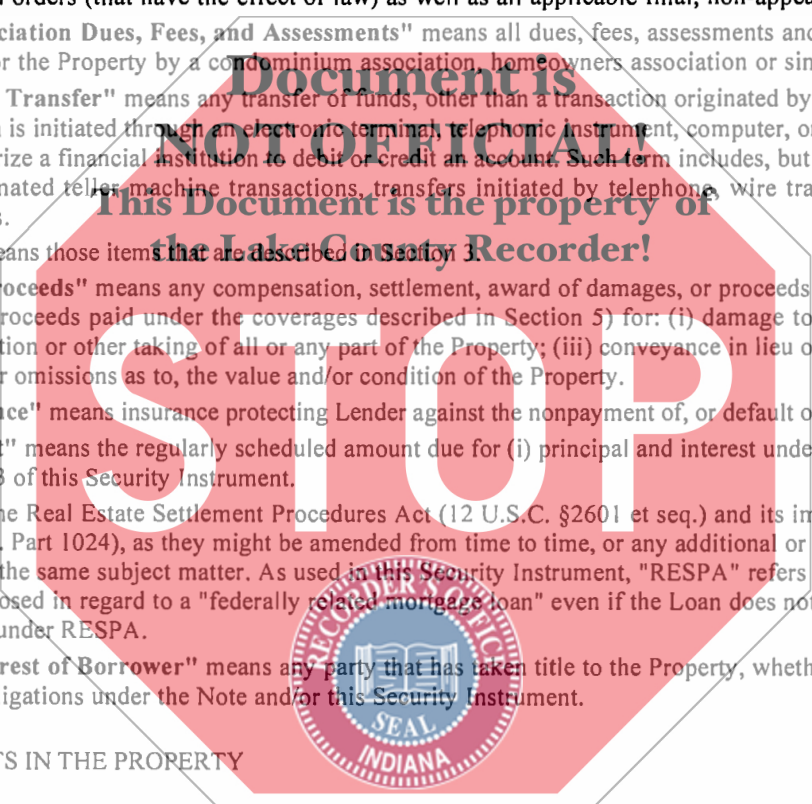 orders (that have the effect of law) as well as all applicable final, non-appea
ciation Dues, Fees, and Assessments" means all dues, fees, assessments and
or the Property by a condominium association, homeowners association or sin
Document is
Transfer" means any transfer of funds, other than a transaction originated by
is initiated through an electronic terminal, telephonic instrument, computer, o
NOT OFFICIAL!
rize a financial institution to debit or credit an account. Such term includes, but
mated teller machine transactions, transfers initiated by telephone, wire tra
This Document is the property of
s.
eans those items that are described in Section 3.
the Lake County Recorder!
roceeds" means any compensation, settlement, award of damages, or proceeds
roceeds paid under the coverages described in Section 5) for: (i) damage to
tion or other taking of all or any part of the Property; (iii) conveyance in lieu o
r omissions as to, the value and/or condition of the Property.
STOP
nce" means insurance protecting Lender against the nonpayment of, or default o
t" means the regularly scheduled amount due for (i) principal and interest unde
3 of this Security Instrument.
he Real Estate Settlement Procedures Act (12 U.S.C. §2601 et seq.) and its im
. Part 1024), as they might be amended from time to time, or any additional or
the same subject matter. As used in this Security Instrument, "RESPA" refers
osed in regard to a "federally related mortgage loan" even if the Loan does not
under RESPA.
rest of Borrower" means any party that has taken title to the Property, wheth
igations under the Note and/or this Security Instrument.
RECORDER'S OFFICE
SEAL
INDIANA
TS IN THE PROPERTY